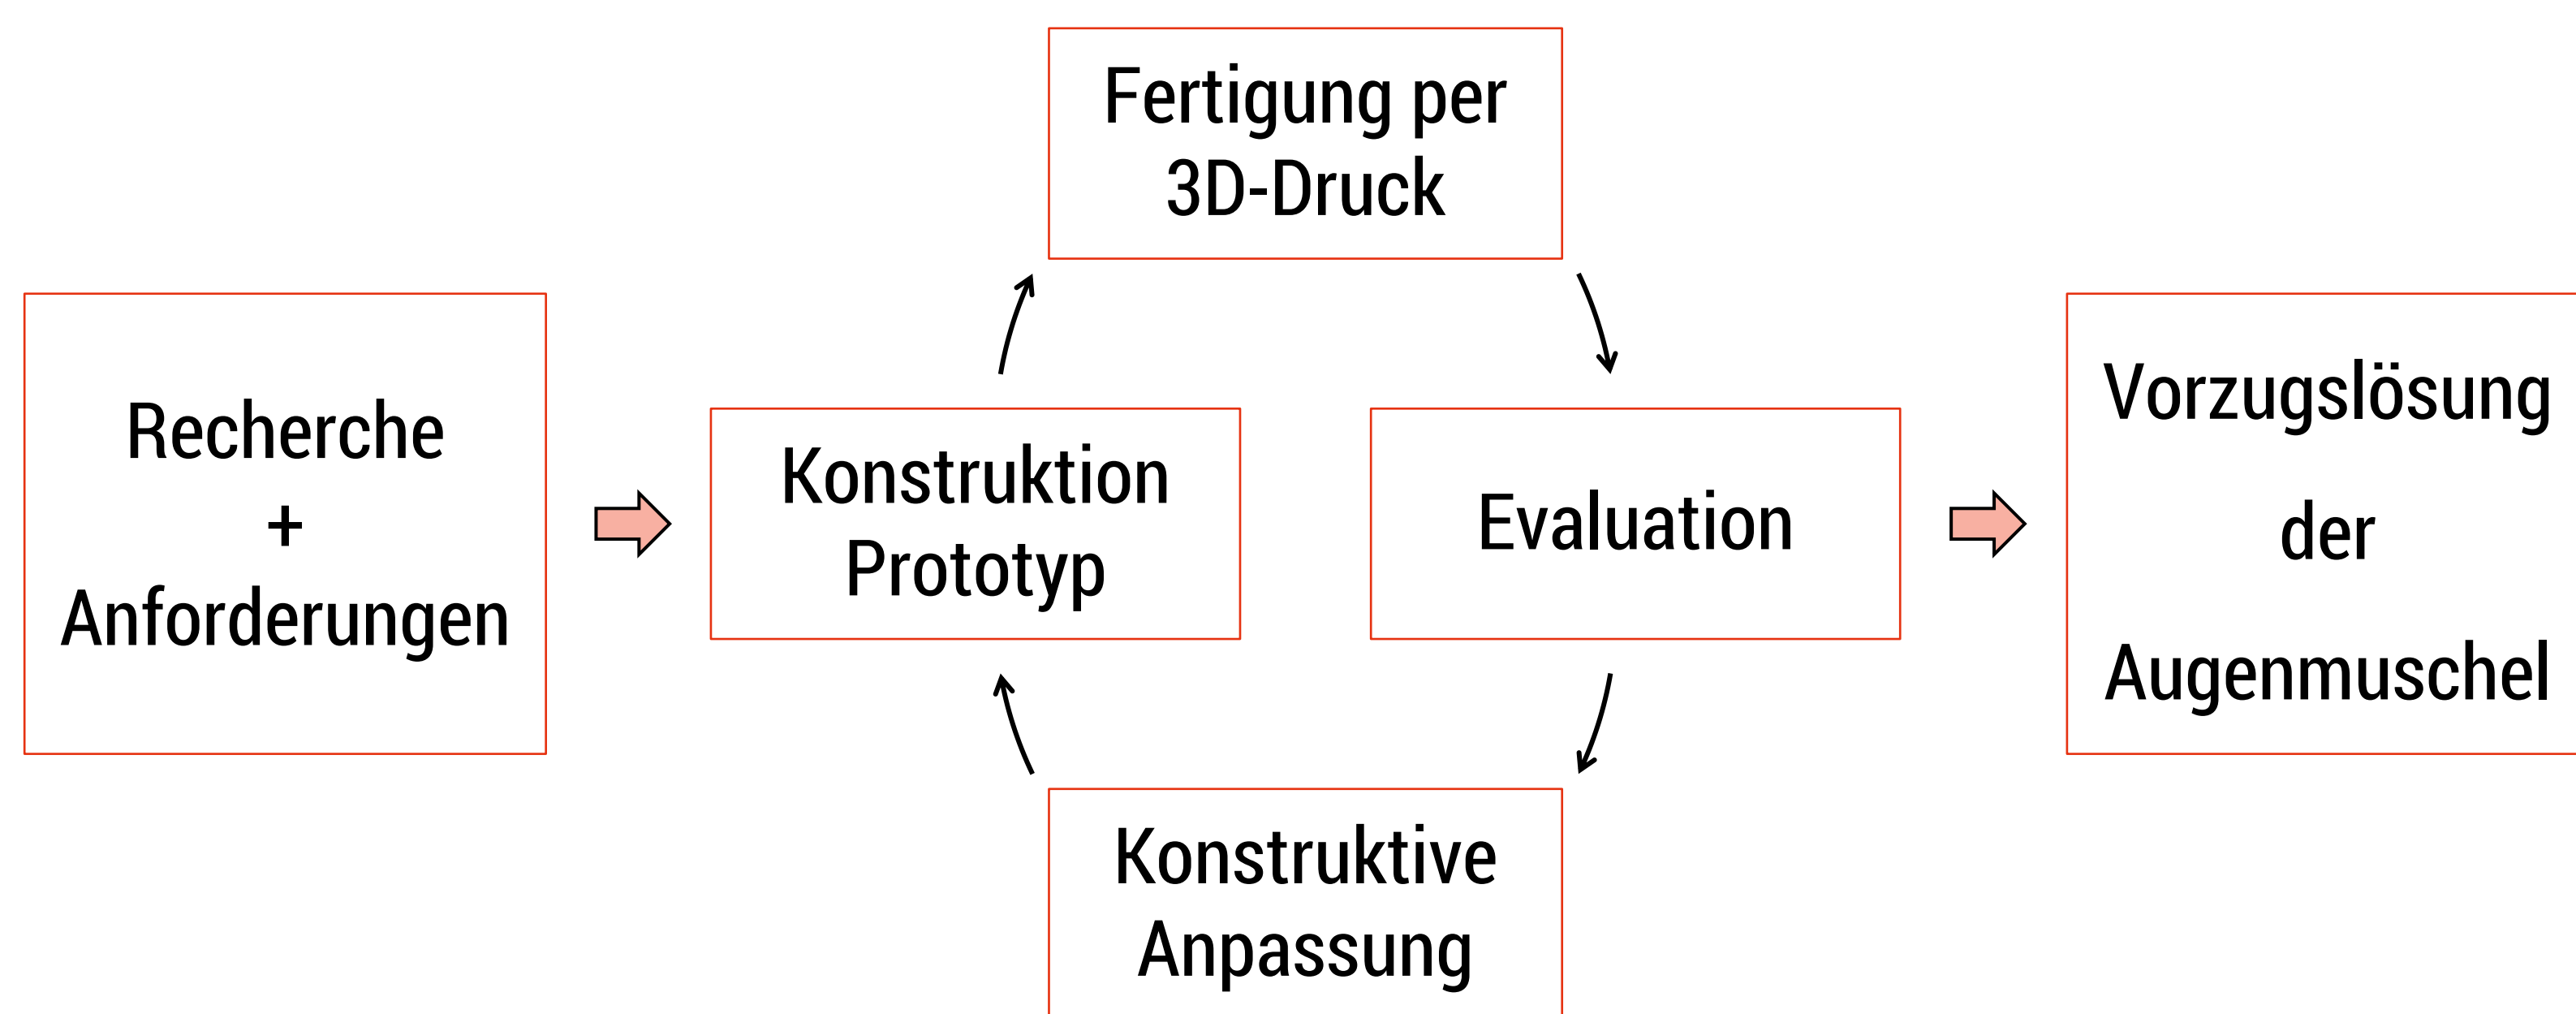 Recherche
+
Anforderungen
Konstruktion
Prototyp
Fertigung per
3D-Druck
Evaluation
Konstruktive
Anpassung
Vorzugslösung
der
Augenmuschel